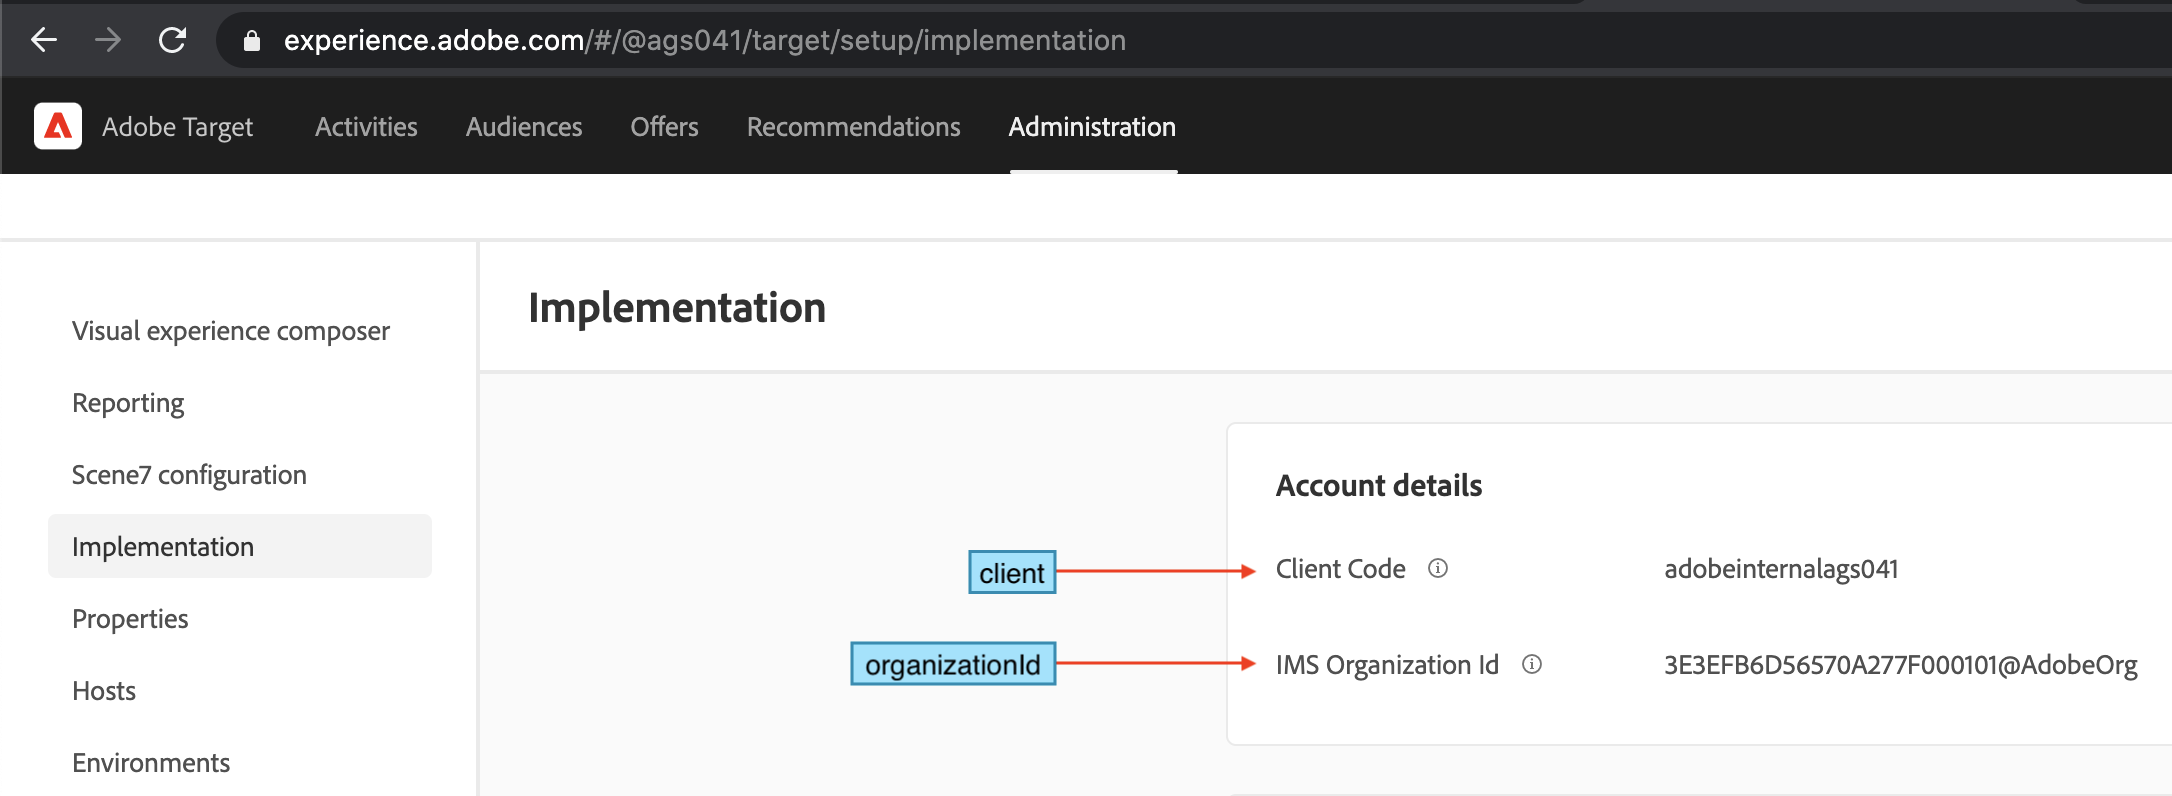 experience.adobe.com/#/@ags041/target/setup/implementation
Adobe Target Activities Audiences Offers Recommendations Administration
Implementation
Visual experience composer
Reporting
Scene7 configuration
Implementation
Properties
Hosts
Environments
Account details
client Client Code adobeinternalags041
organizationId IMS Organization Id 3E3EFB6D56570A277F000101@AdobeOrg